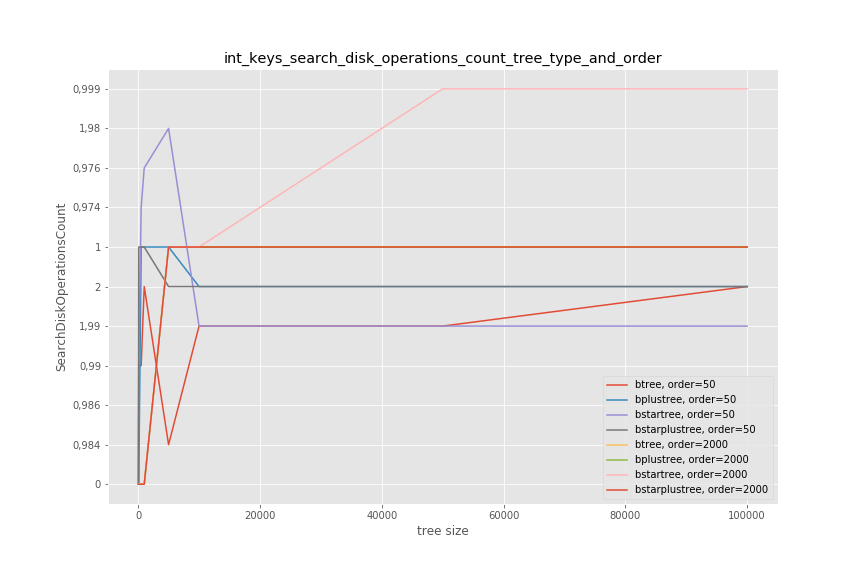 int_keys_search_disk_operations_count_tree_type_and_order
SearchDiskOperationsCount
0,999
1,98
0,976
0,974
1
2
1,99
0,99
0,986
0,984
0
btree, order=50
bplustree, order=50
bstartree, order=50
bstarplustree, order=50
btree, order=2000
bplustree, order=2000
bstartree, order=2000
bstarplustree, order=2000
0 20000 40000 60000 80000 100000
tree size